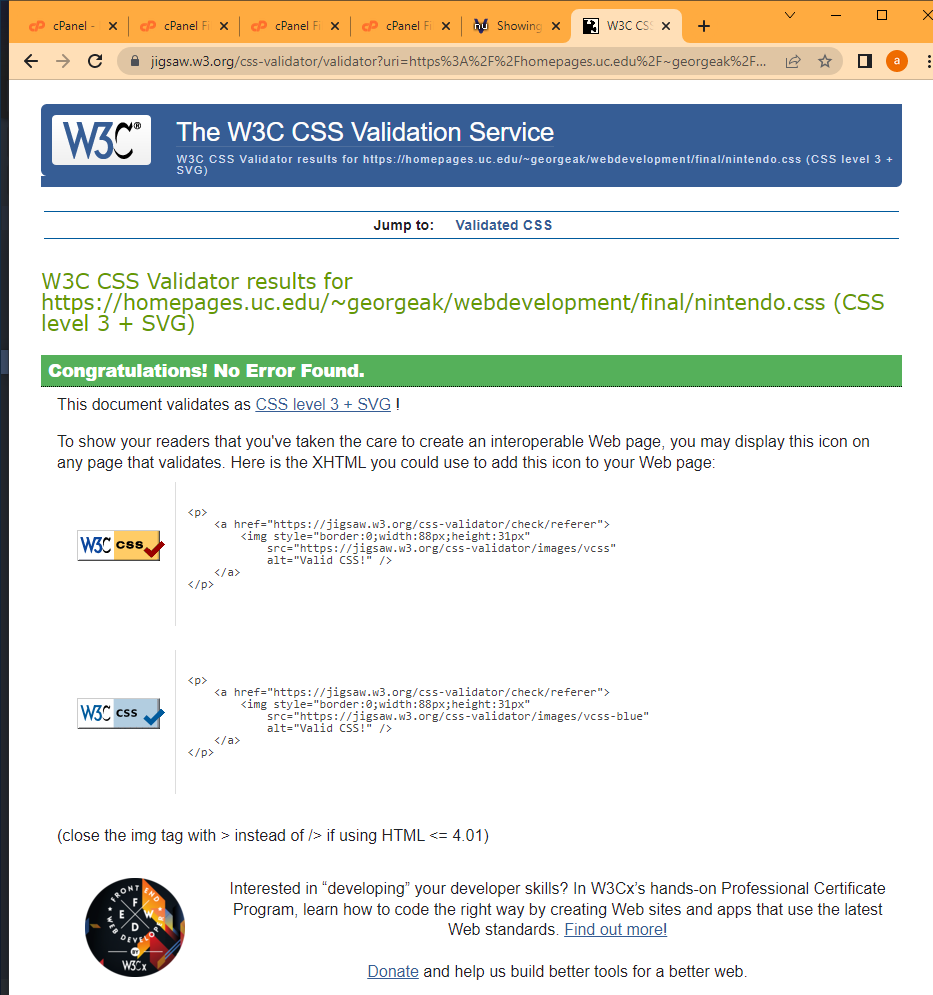 cPanel -
cPanel Fi
cPanel Fi
cPanel Fi
Showing
W3C CSS
jigsaw.w3.org/css-validator/validator?uri=https%3A%2F%2Fhomepages.uc.edu%2F~georgeak%2F...
a
W3C®
The W3C CSS Validation Service
W3C CSS Validator results for https://homepages.uc.edu/~georgeak/webdevelopment/final/nintendo.css (CSS level 3 +
SVG)
Jump to: Validated CSS
W3C CSS Validator results for
https://homepages.uc.edu/~georgeak/webdevelopment/final/nintendo.css (CSS
level 3 + SVG)
Congratulations! No Error Found.
This document validates as CSS level 3 + SVG !
To show your readers that you've taken the care to create an interoperable Web page, you may display this icon on
any page that validates. Here is the XHTML you could use to add this icon to your Web page:
W3C css
<p>
    <a href="https://jigsaw.w3.org/css-validator/check/referer">
        <img style="border:0;width:88px;height:31px"
            src="https://jigsaw.w3.org/css-validator/images/vcss"
            alt="Valid CSS!" />
    </a>
</p>
W3C css
<p>
    <a href="https://jigsaw.w3.org/css-validator/check/referer">
        <img style="border:0;width:88px;height:31px"
            src="https://jigsaw.w3.org/css-validator/images/vcss-blue"
            alt="Valid CSS!" />
    </a>
</p>
(close the img tag with > instead of /> if using HTML <= 4.01)
FRONT END
WEB DEVELOPER
F E W D
BY
W3Cx
Interested in “developing” your developer skills? In W3Cx’s hands-on Professional Certificate
Program, learn how to code the right way by creating Web sites and apps that use the latest
Web standards. Find out more!
Donate and help us build better tools for a better web.